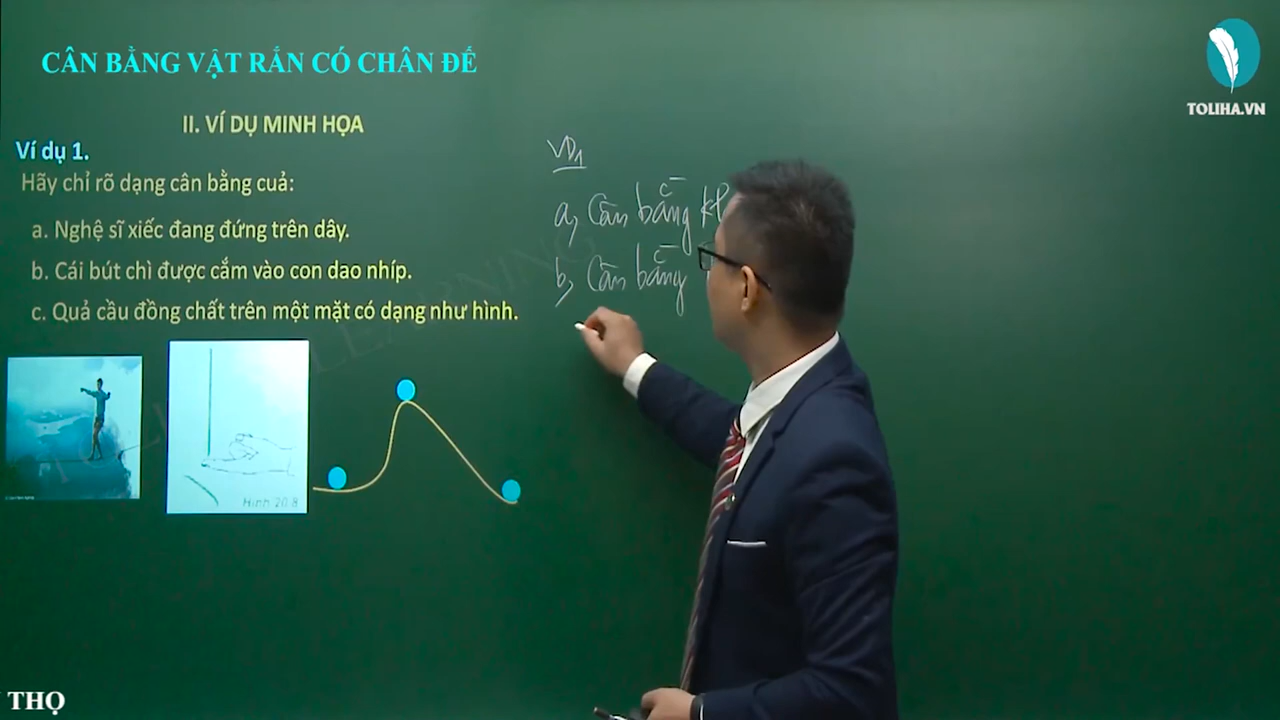 CÂN BẰNG VẬT RẮN CÓ CHÂN ĐẾ
TOLIHA.VN
II. VÍ DỤ MINH HỌA
Ví dụ 1.
Hãy chỉ rõ dạng cân bằng cuả:
a. Nghệ sĩ xiếc đang đứng trên dây.
b. Cái bút chì được cắm vào con dao nhíp.
c. Quả cầu đồng chất trên một mặt có dạng như hình.
Hình 20.8
VD1
a, Cân bằng
b, Cân bằng
LEARNING
THỌ